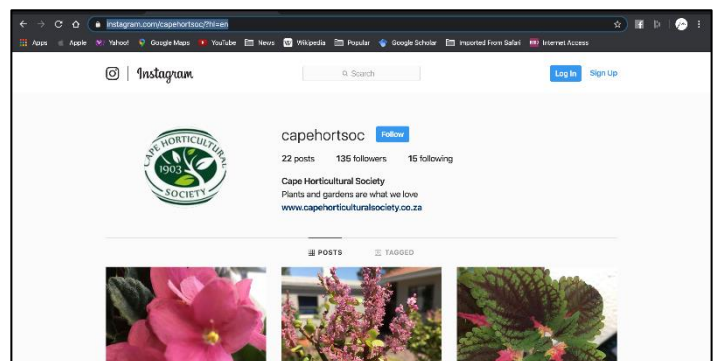 instagram.com/capehortsoc/?hl=en
Apps Apple Yahoo! Google Maps YouTube News Wikipedia Popular Google Scholar Imported From Safari Internet Access
Instagram
Search
Log In Sign Up
CAPE HORTICULTURAL
1903
SOCIETY
capehortsoc Follow
22 posts 135 followers 15 following
Cape Horticultural Society
Plants and gardens are what we love
www.capehorticulturalsociety.co.za
POSTS TAGGED